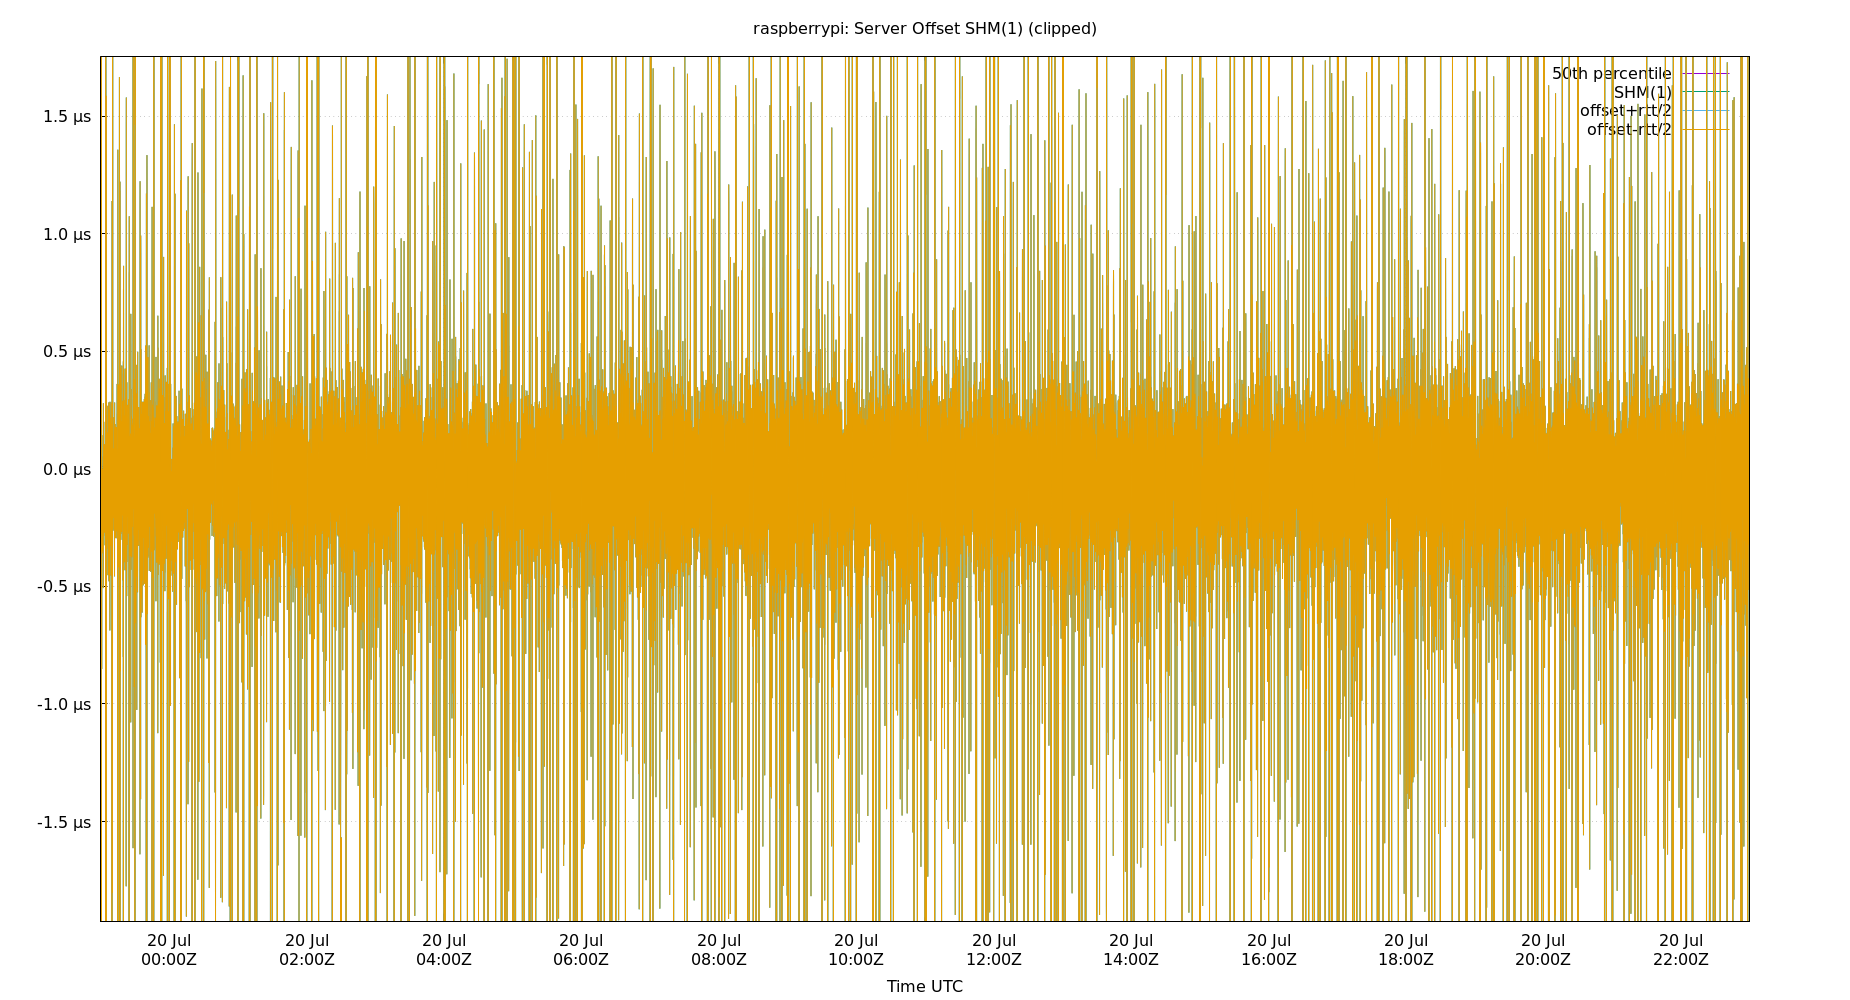 raspberrypi: Server Offset SHM(1) (clipped)
50th percentile
SHM(1)
offset+rtt/2
offset-rtt/2
1.5 µs
1.0 µs
0.5 µs
0.0 µs
-0.5 µs
-1.0 µs
-1.5 µs
20 Jul 20 Jul 20 Jul 20 Jul 20 Jul 20 Jul 20 Jul 20 Jul 20 Jul 20 Jul 20 Jul 20 Jul
00:00Z 02:00Z 04:00Z 06:00Z 08:00Z 10:00Z 12:00Z 14:00Z 16:00Z 18:00Z 20:00Z 22:00Z
Time UTC